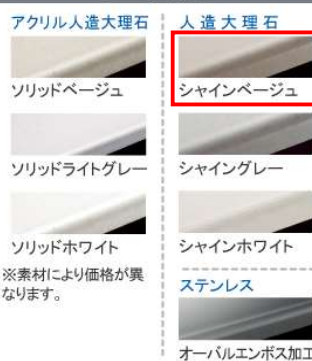 アクリル人造大理石
ソリッドベージュ
ソリッドライトグレー
ソリッドホワイト
※素材により価格が異
なります。
人造大理石
シャインベージュ
シャイングレー
シャインホワイト
ステンレス
オーバルエンボス加工